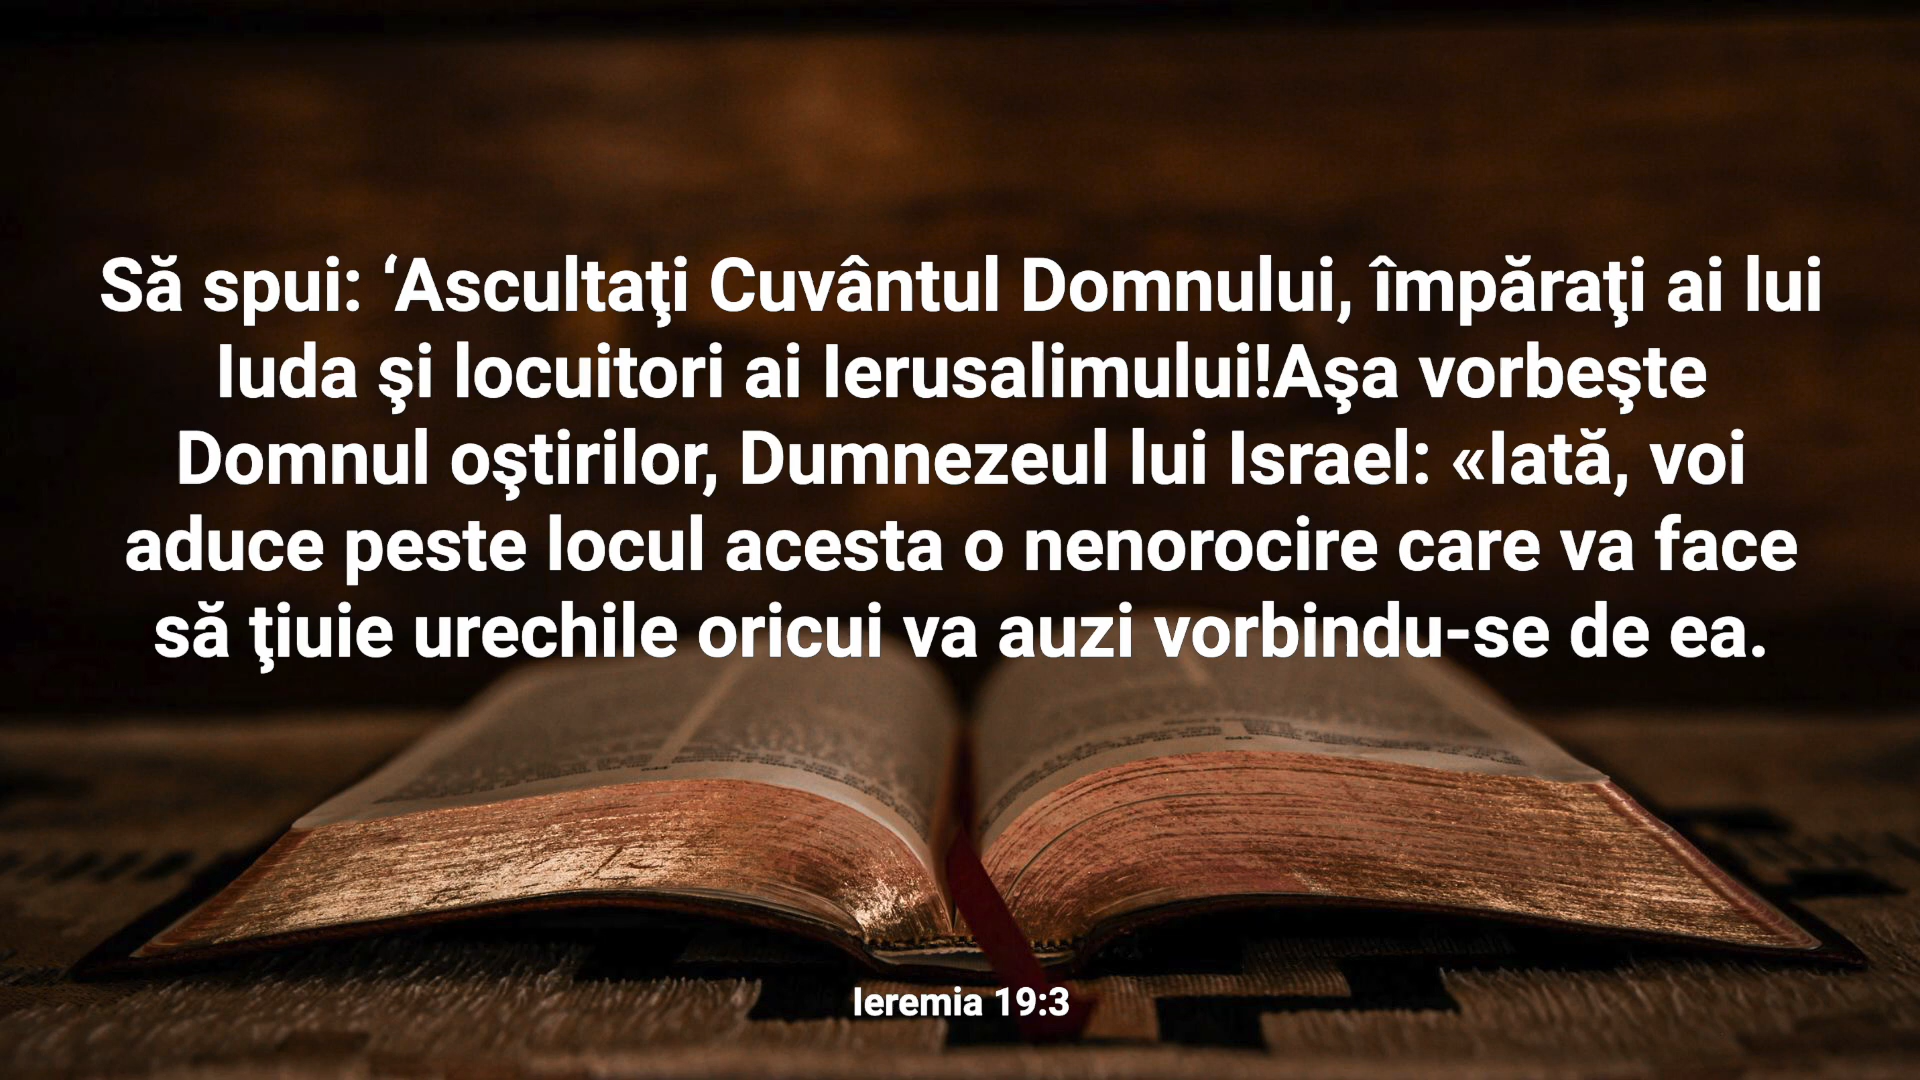 Să spui: ‘Ascultaţi Cuvântul Domnului, împăraţi ai lui
Iuda şi locuitori ai Ierusalimului!Aşa vorbeşte
Domnul oştirilor, Dumnezeul lui Israel: «Iată, voi
aduce peste locul acesta o nenorocire care va face
să ţiuie urechile oricui va auzi vorbindu-se de ea.
Ieremia 19:3